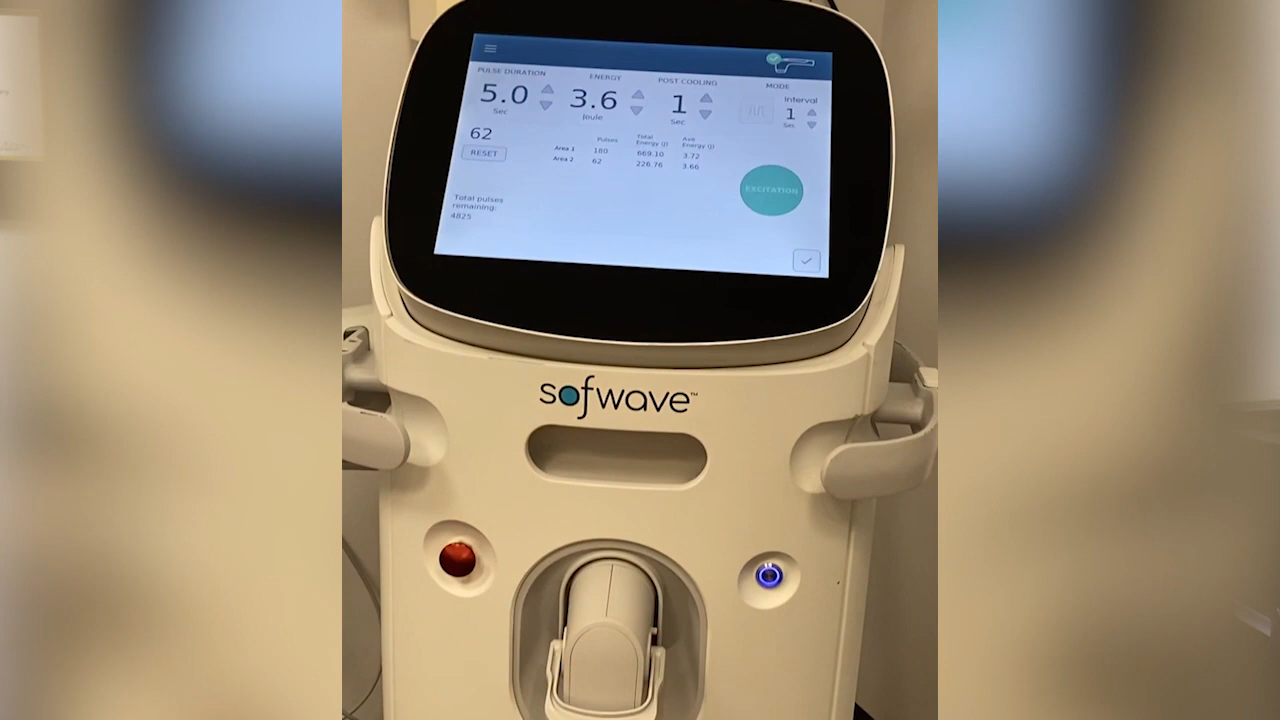 PULSE DURATION ENERGY POST COOLING MODE
5.0 3.6 1 Interval
Sec Joule Sec 1
Sec
62
RESET
Pulses Total Energy (J) Ave Energy (J)
Area 1 180 669.10 3.72
Area 2 62 226.76 3.66
EXCITATION
Total pulses
remaining:
4825
sofwave™